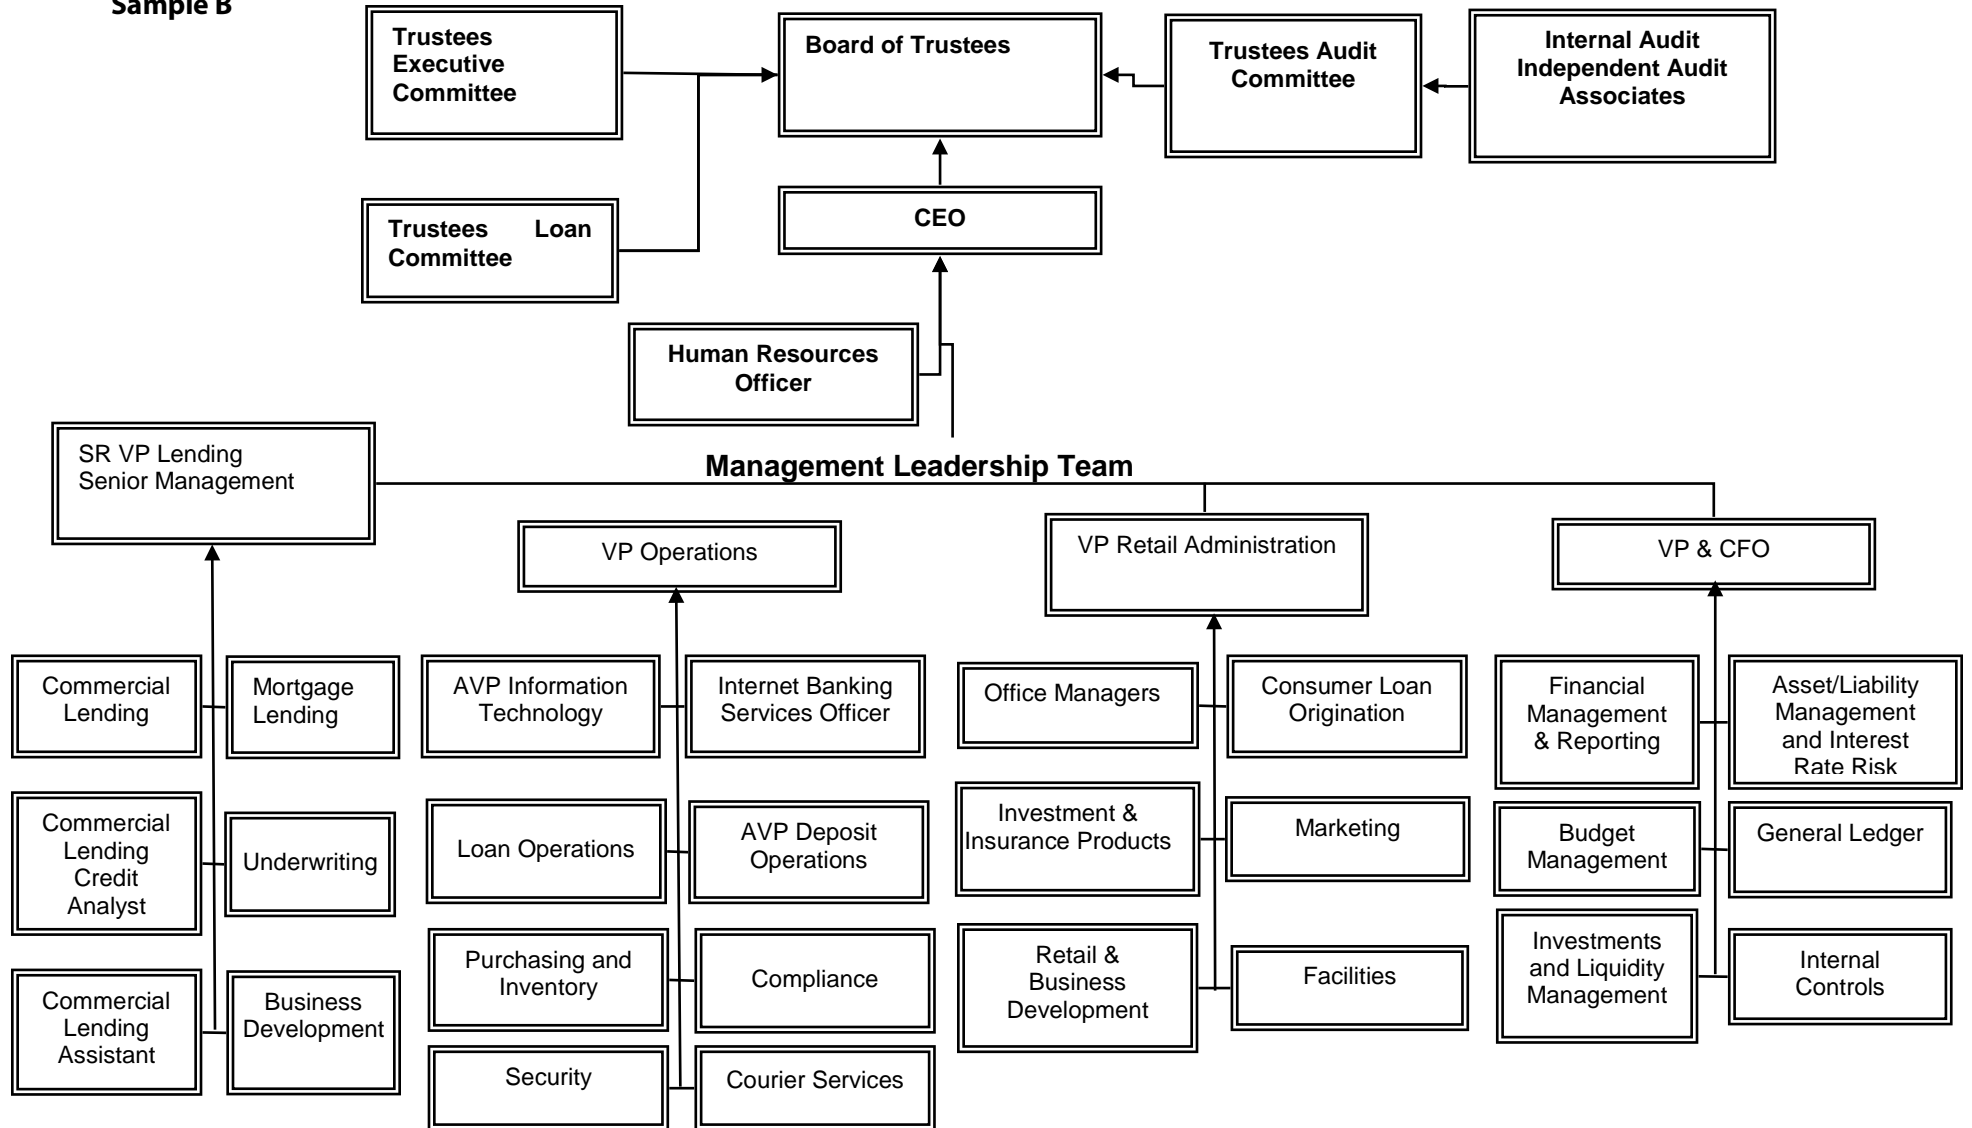 Sample B
Trustees
Executive
Committee
Board of Trustees
Trustees Audit
Committee
Internal Audit
Independent Audit
Associates
Trustees Loan
Committee
CEO
Human Resources
Officer
SR VP Lending
Senior Management
Management Leadership Team
VP Operations
VP Retail Administration
VP & CFO
Commercial
Lending
Mortgage
Lending
Commercial
Lending
Credit
Analyst
Underwriting
Commercial
Lending
Assistant
Business
Development
AVP Information
Technology
Internet Banking
Services Officer
Loan Operations
AVP Deposit
Operations
Purchasing and
Inventory
Compliance
Security
Courier Services
Office Managers
Consumer Loan
Origination
Investment &
Insurance Products
Marketing
Retail &
Business
Development
Facilities
Financial
Management
& Reporting
Asset/Liability
Management
and Interest
Rate Risk
Budget
Management
General Ledger
Investments
and Liquidity
Management
Internal
Controls